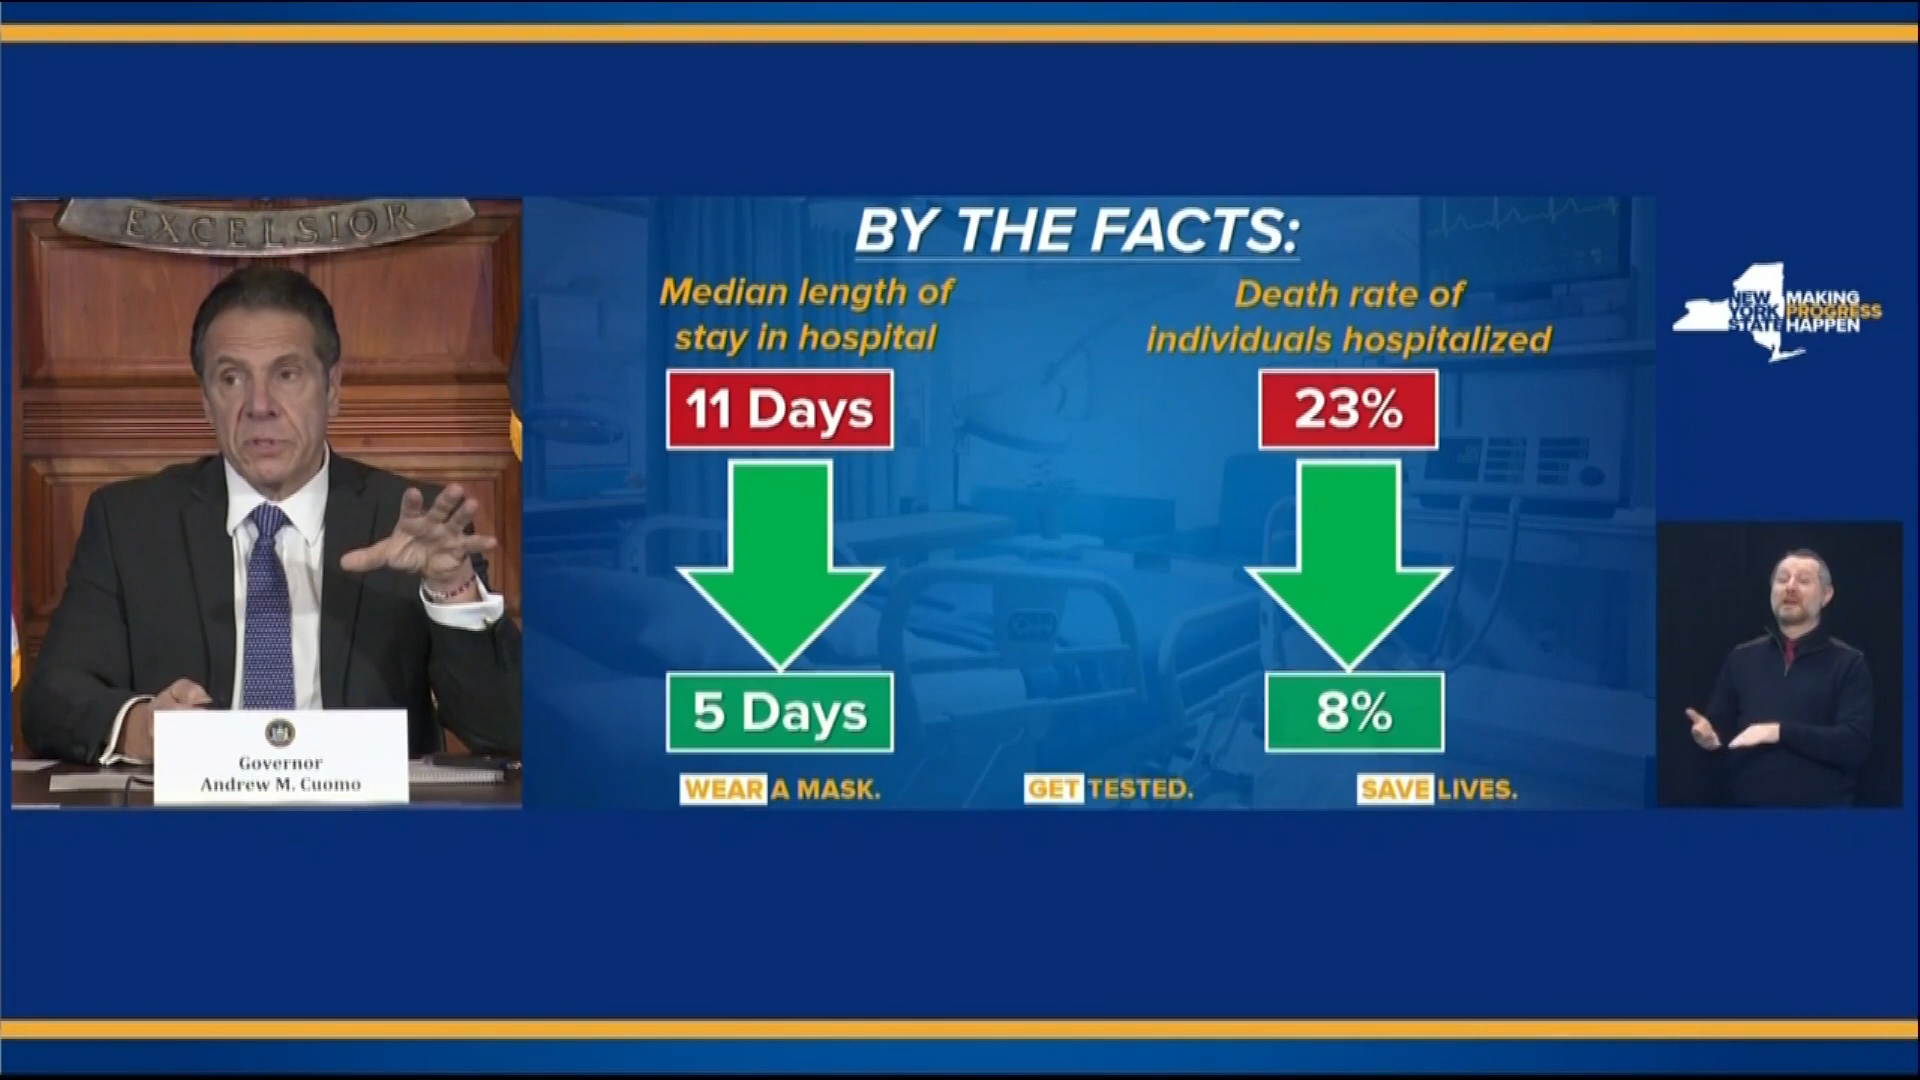 EXCELSIOR
Governor
Andrew M. Cuomo
BY THE FACTS:
Median length of
stay in hospital
11 Days
5 Days
Death rate of
individuals hospitalized
23%
8%
WEAR A MASK.
GET TESTED.
SAVE LIVES.
NEW
YORK
STATE
MAKING
PROGRESS
HAPPEN